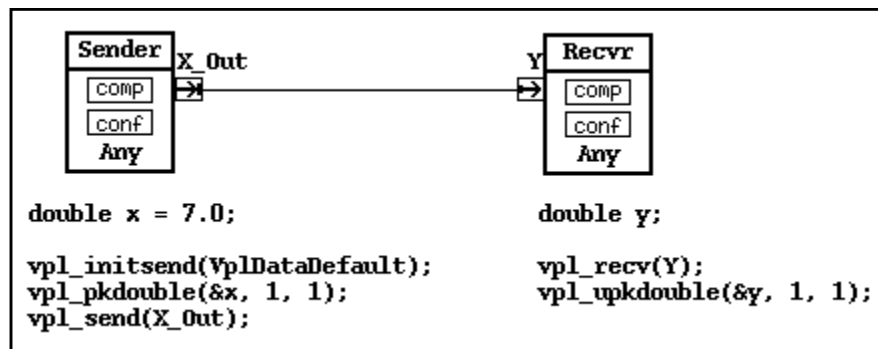 Sender
X_Out
Y
Recvr
comp
comp
conf
conf
Any
Any
double x = 7.0;
double y;
vpl_initsend(VplDataDefault);
vpl_recv(Y);
vpl_pkdouble(&x, 1, 1);
vpl_upkdouble(&y, 1, 1);
vpl_send(X_Out);